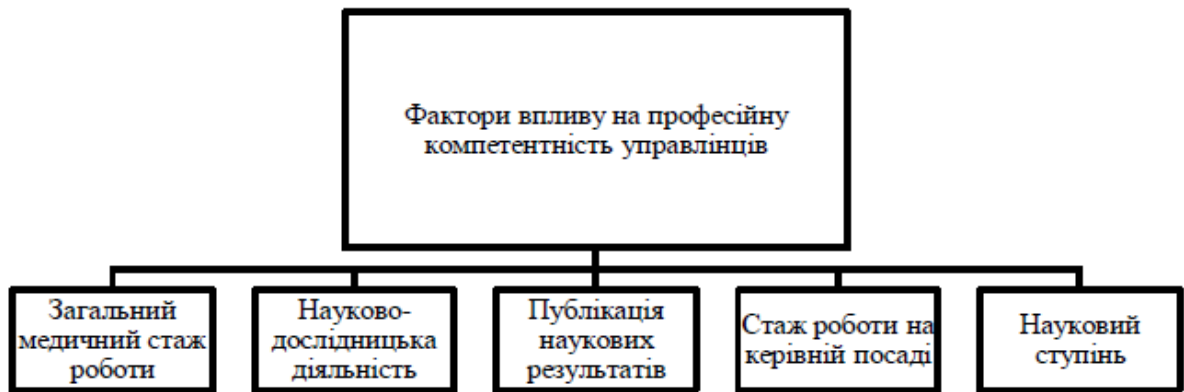 Фактори впливу на професійну
компетентність управлінців
Загальний
медичний стаж
роботи
Науково-
дослідницька
діяльність
Публікація
наукових
результатів
Стаж роботи на
керівній посаді
Науковий
ступінь